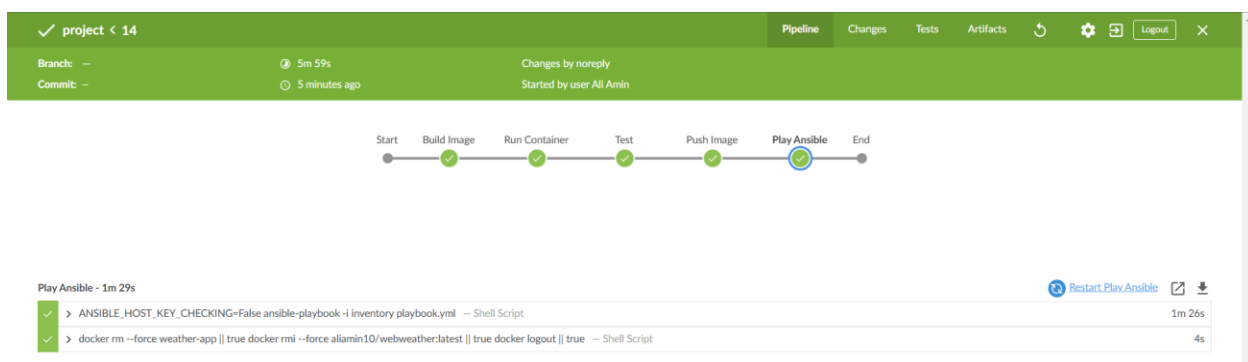 project < 14 Pipeline Changes Tests Artifacts Logout
Branch: — 5m 59s Changes by noreply
Commit: — 5 minutes ago Started by user Ali Amin
Start Build Image Run Container Test Push Image Play Ansible End
Play Ansible - 1m 29s Restart Play Ansible
> ANSIBLE_HOST_KEY_CHECKING=False ansible-playbook -i inventory playbook.yml — Shell Script 1m 26s
> docker rm --force weather-app || true docker rmi --force aliamin10/webweather:latest || true docker logout || true — Shell Script 4s